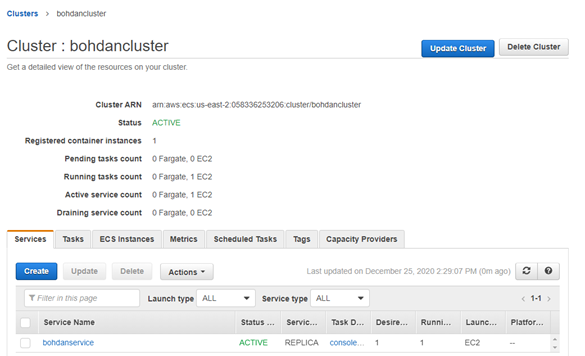 Clusters > bohdancluster
Cluster : bohdancluster
Update Cluster
Delete Cluster
Get a detailed view of the resources on your cluster.
Cluster ARN arn:aws:ecs:us-east-2:058336253206:cluster/bohdancluster
Status ACTIVE
Registered container instances 1
Pending tasks count 0 Fargate, 0 EC2
Running tasks count 0 Fargate, 1 EC2
Active service count 0 Fargate, 1 EC2
Draining service count 0 Fargate, 0 EC2
Services Tasks ECS Instances Metrics Scheduled Tasks Tags Capacity Providers
Create Update Delete Actions Last updated on December 25, 2020 2:29:07 PM (0m ago)
Filter in this page Launch type ALL Service type ALL < 1-1 >
Service Name Status ... Servic... Task D... Desire... Runni... Launc... Platfor...
bohdanservice ACTIVE REPLICA console... 1 1 EC2 --